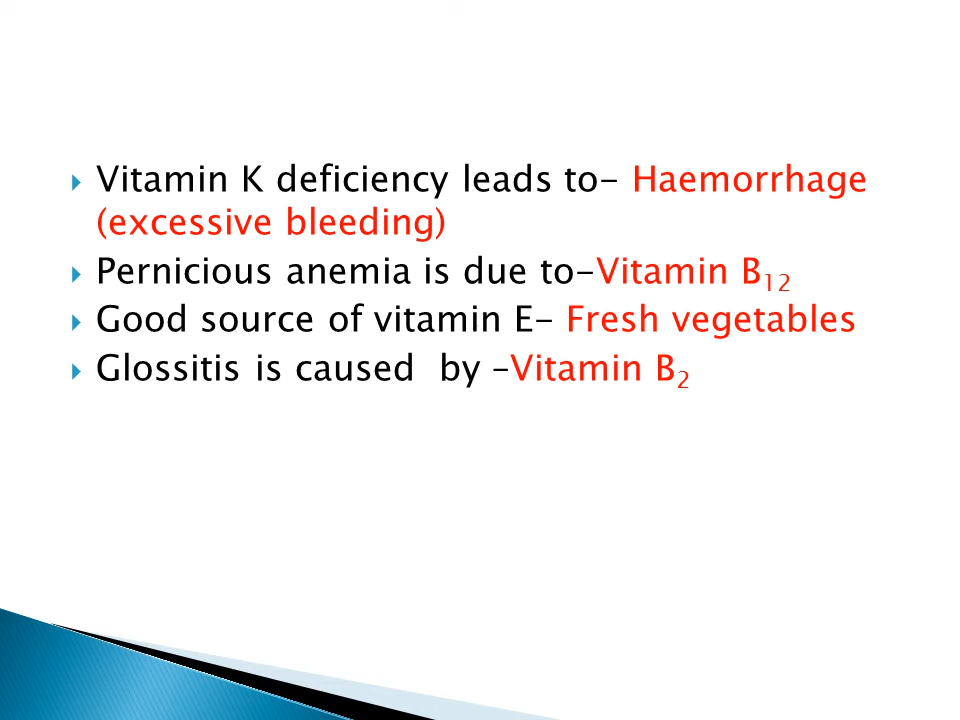 Vitamin K deficiency leads to- Haemorrhage
(excessive bleeding)
Pernicious anemia is due to-Vitamin B₁₂
Good source of vitamin E- Fresh vegetables
Glossitis is caused  by –Vitamin B₂